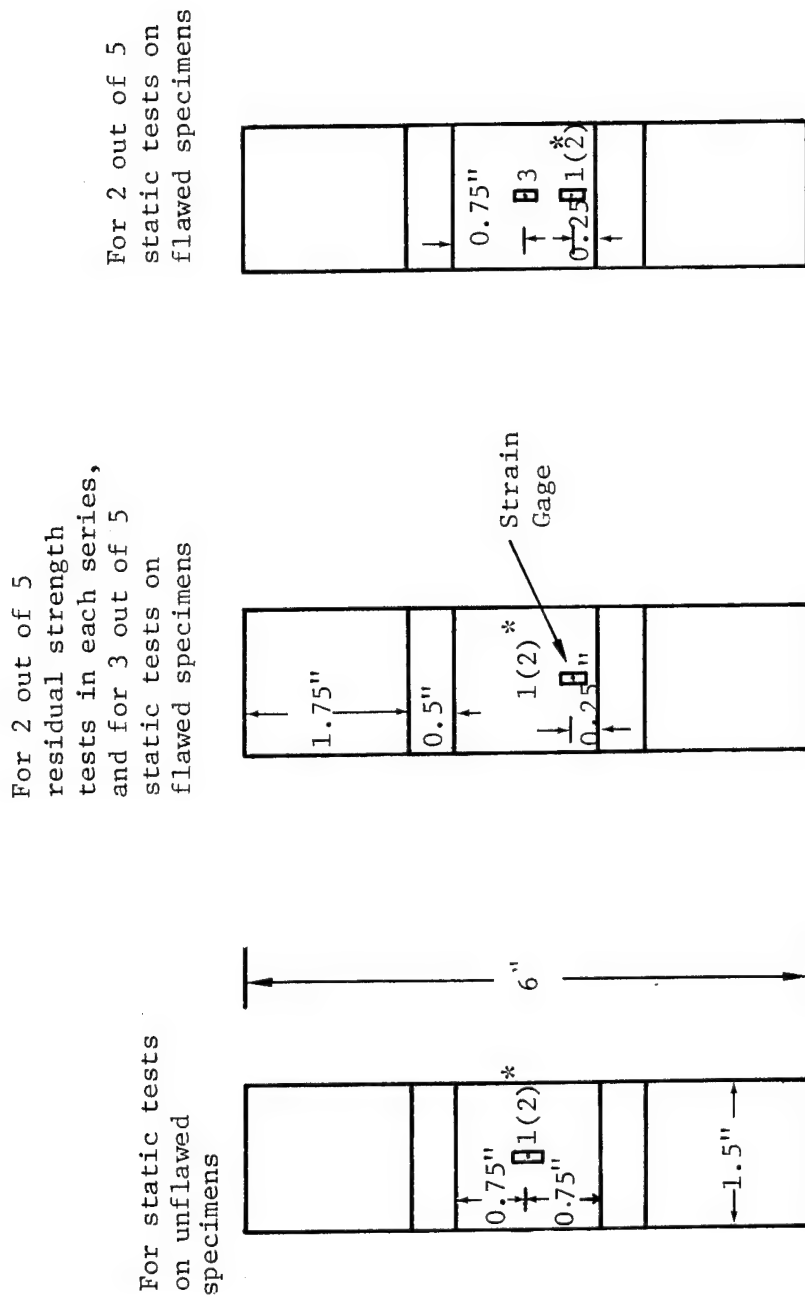 For static tests
on unflawed
specimens
0.75"
0.75"
1(2)*
1.5"
6"
For 2 out of 5
residual strength
tests in each series,
and for 3 out of 5
static tests on
flawed specimens
1.75"
0.5"
1(2)*
0.25"
Strain
Gage
For 2 out of 5
static tests on
flawed specimens
0.75"
3
1(2)*
0.25"